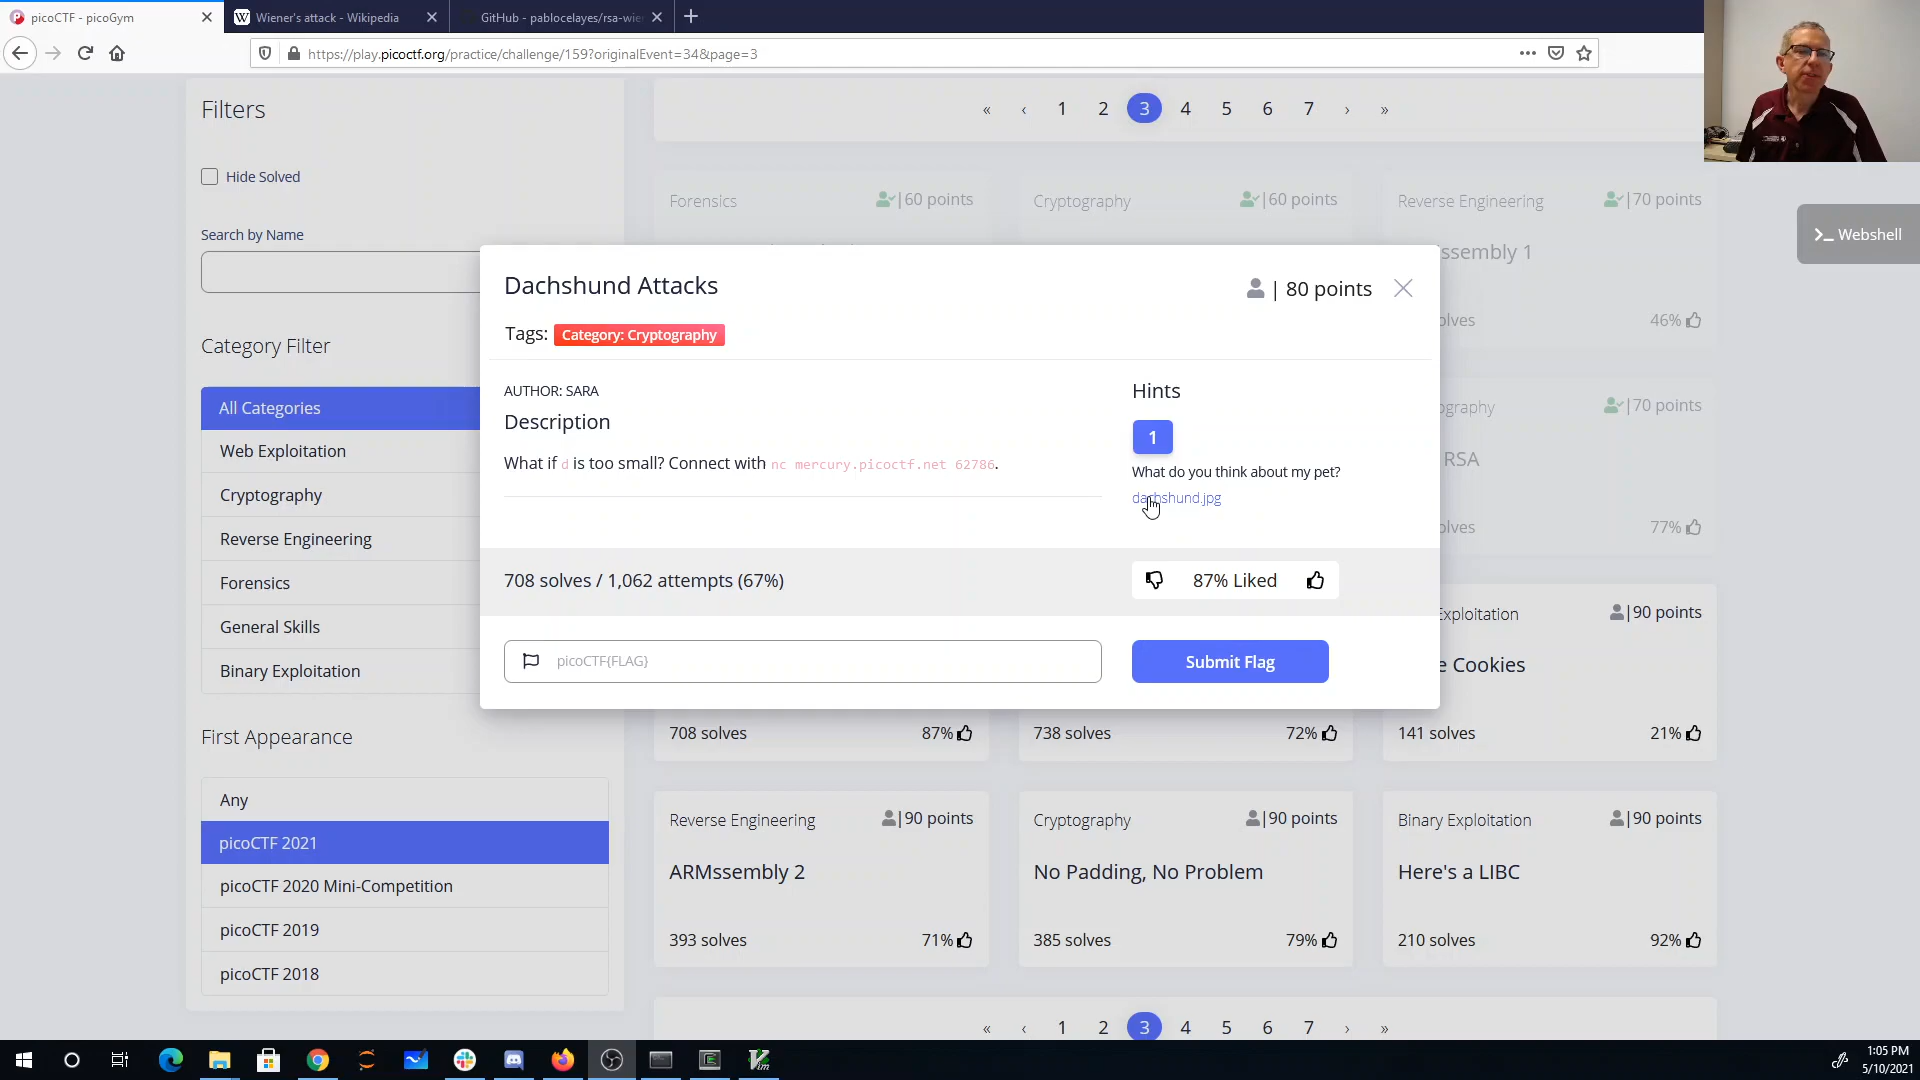 picoCTF - picoGym
Wiener's attack - Wikipedia
GitHub - pablocelayes/rsa-wie
https://play.picoctf.org/practice/challenge/159?originalEvent=34&page=3
Filters
« ‹ 1 2 3 4 5 6 7 › »
Hide Solved
Forensics |60 points
Cryptography |60 points
Reverse Engineering |70 points
Webshell
Search by Name
ssembly 1
Dachshund Attacks
| 80 points
Tags: Category: Cryptography
olves 46%
Category Filter
AUTHOR: SARA
Hints
Description
1
All Categories
ography |70 points
What if d is too small? Connect with nc mercury.picoctf.net 62786.
What do you think about my pet?
dachshund.jpg
RSA
Web Exploitation
Cryptography
Reverse Engineering
olves 77%
Forensics
708 solves / 1,062 attempts (67%)
87% Liked
General Skills
Exploitation |90 points
Binary Exploitation
picoCTF{FLAG}
Submit Flag
e Cookies
First Appearance
708 solves 87%
738 solves 72%
141 solves 21%
Any
picoCTF 2021
picoCTF 2020 Mini-Competition
picoCTF 2019
picoCTF 2018
Reverse Engineering |90 points
Cryptography |90 points
Binary Exploitation |90 points
ARMssembly 2
No Padding, No Problem
Here's a LIBC
393 solves 71%
385 solves 79%
210 solves 92%
« ‹ 1 2 3 4 5 6 7 › »
1:05 PM
5/10/2021